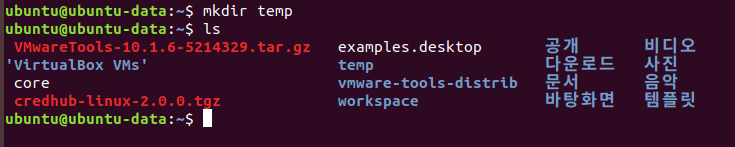 ubuntu@ubuntu-data:~$ mkdir temp
ubuntu@ubuntu-data:~$ ls
VMwareTools-10.1.6-5214329.tar.gz examples.desktop 공개 비디오
'VirtualBox VMs' temp 다운로드 사진
core vmware-tools-distrib 문서 음악
credhub-linux-2.0.0.tgz workspace 바탕화면 템플릿
ubuntu@ubuntu-data:~$